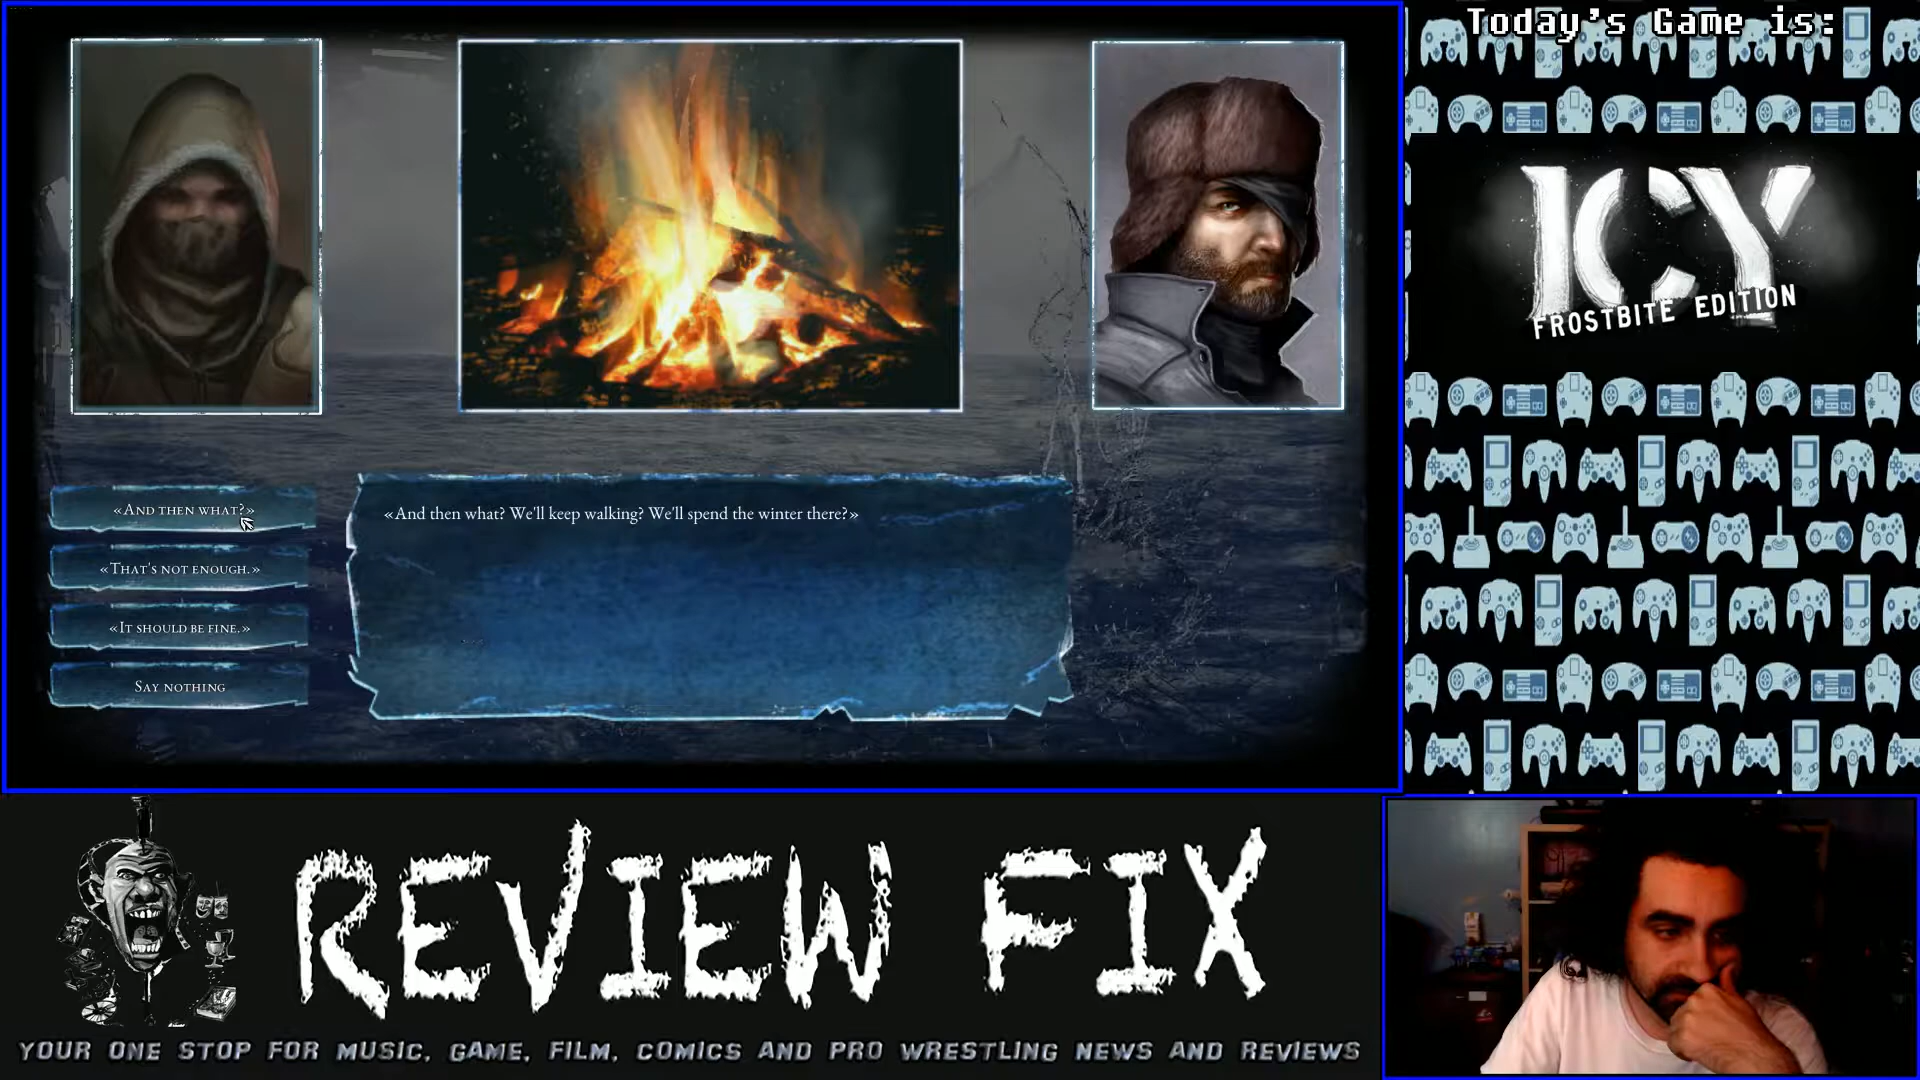 Today's Game is:
ICY
FROSTBITE EDITION
«And then what?»
«And then what? We'll keep walking? We'll spend the winter there?»
«That's not enough.»
«It should be fine.»
Say nothing
REVIEW FIX
YOUR ONE STOP FOR MUSIC, GAME, FILM, COMICS AND PRO WRESTLING NEWS AND REVIEWS